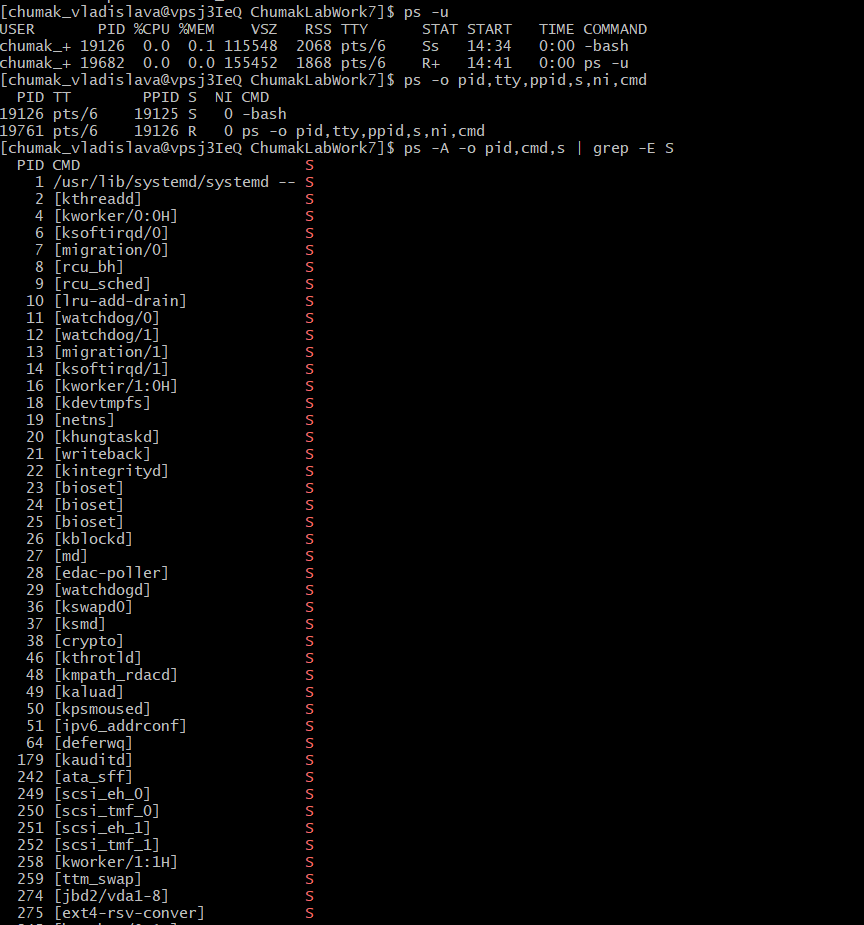 [chumak_vladislava@vpsj3IeQ ChumakLabWork7]$ ps -u
USER       PID %CPU %MEM    VSZ   RSS TTY      STAT START   TIME COMMAND
chumak_+ 19126  0.0  0.1 115548  2068 pts/6    Ss   14:34   0:00 -bash
chumak_+ 19682  0.0  0.0 155452  1868 pts/6    R+   14:41   0:00 ps -u
[chumak_vladislava@vpsj3IeQ ChumakLabWork7]$ ps -o pid,tty,ppid,s,ni,cmd
  PID TT        PPID S  NI CMD
19126 pts/6    19125 S   0 -bash
19761 pts/6    19126 R   0 ps -o pid,tty,ppid,s,ni,cmd
[chumak_vladislava@vpsj3IeQ ChumakLabWork7]$ ps -A -o pid,cmd,s | grep -E S
  PID CMD                         S
    1 /usr/lib/systemd/systemd -- S
    2 [kthreadd]                  S
    4 [kworker/0:0H]              S
    6 [ksoftirqd/0]               S
    7 [migration/0]               S
    8 [rcu_bh]                    S
    9 [rcu_sched]                 S
   10 [lru-add-drain]             S
   11 [watchdog/0]                S
   12 [watchdog/1]                S
   13 [migration/1]               S
   14 [ksoftirqd/1]               S
   16 [kworker/1:0H]              S
   18 [kdevtmpfs]                 S
   19 [netns]                     S
   20 [khungtaskd]                S
   21 [writeback]                 S
   22 [kintegrityd]               S
   23 [bioset]                    S
   24 [bioset]                    S
   25 [bioset]                    S
   26 [kblockd]                   S
   27 [md]                        S
   28 [edac-poller]               S
   29 [watchdogd]                 S
   36 [kswapd0]                   S
   37 [ksmd]                      S
   38 [crypto]                    S
   46 [kthrotld]                  S
   48 [kmpath_rdacd]              S
   49 [kaluad]                    S
   50 [kpsmoused]                 S
   51 [ipv6_addrconf]             S
   64 [deferwq]                   S
  179 [kauditd]                   S
  242 [ata_sff]                   S
  249 [scsi_eh_0]                 S
  250 [scsi_tmf_0]                S
  251 [scsi_eh_1]                 S
  252 [scsi_tmf_1]                S
  258 [kworker/1:1H]              S
  259 [ttm_swap]                  S
  274 [jbd2/vda1-8]               S
  275 [ext4-rsv-conver]           S